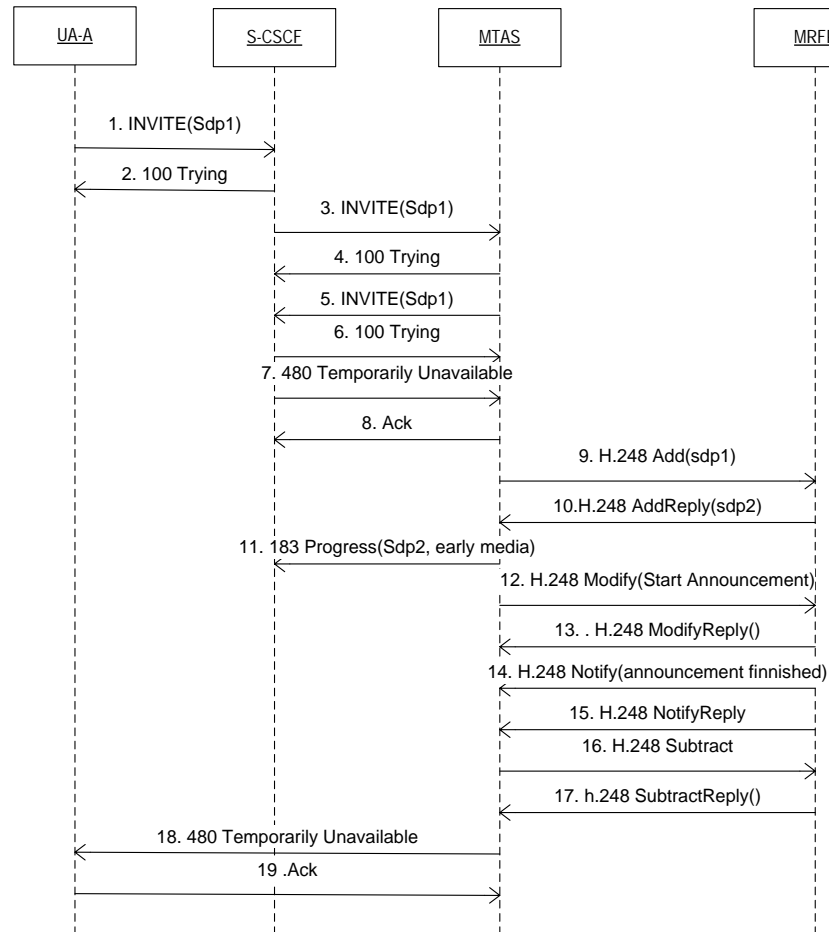 UA-A
S-CSCF
MTAS
1. INVITE(Sdp1)
2. 100 Trying
3. INVITE(Sdp1)
4. 100 Trying
5. INVITE(Sdp1)
6. 100 Trying
7. 480 Temporarily Unavailable
8. Ack
9. H.248 Add(sdp1)
10.H.248 AddReply(sdp2)
11. 183 Progress(Sdp2, early media)
12. H.248 Modify(Start Announcement)
13. . H.248 ModifyReply()
14. H.248 Notify(announcement finnished)
15. H.248 NotifyReply
16. H.248 Subtract
17. h.248 SubtractReply()
18. 480 Temporarily Unavailable
19 .Ack